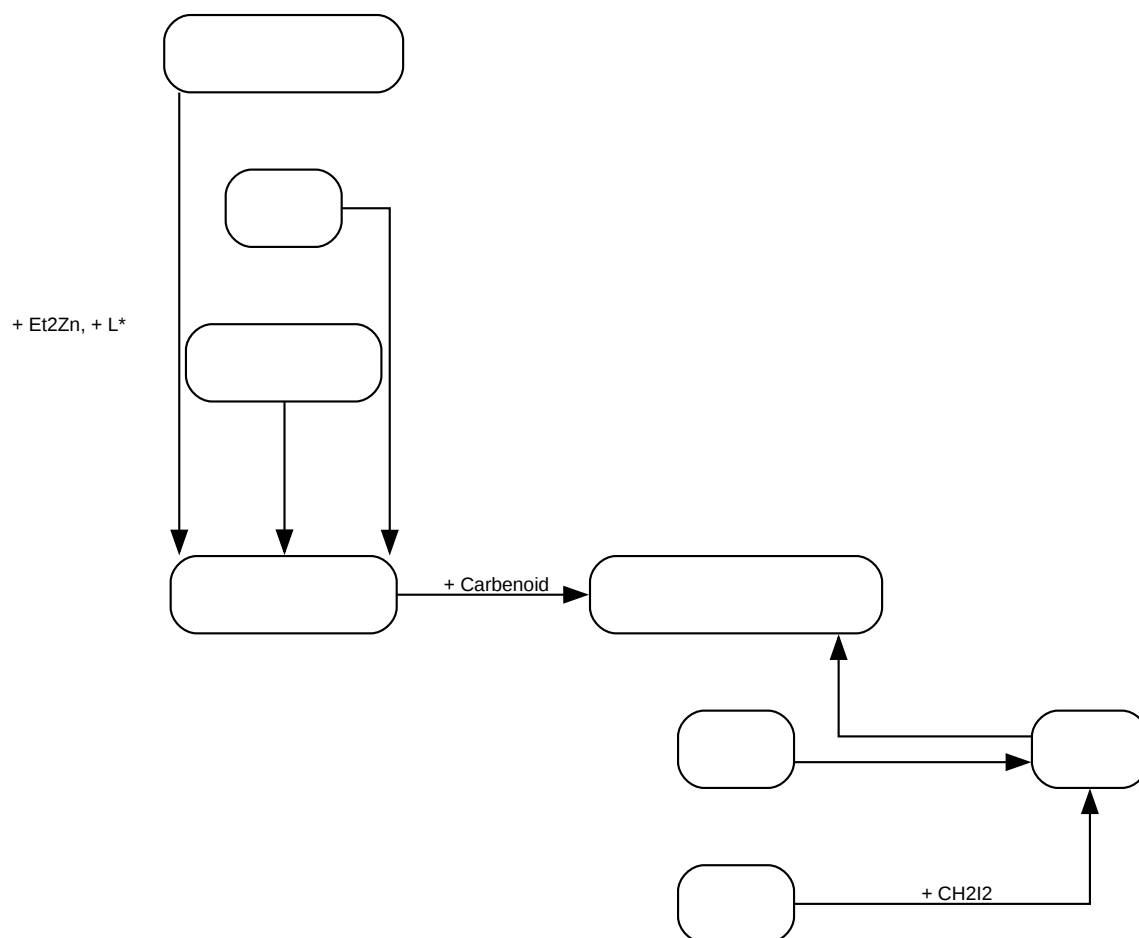 + Et2Zn, + L*
+ Carbenoid
+ CH2I2